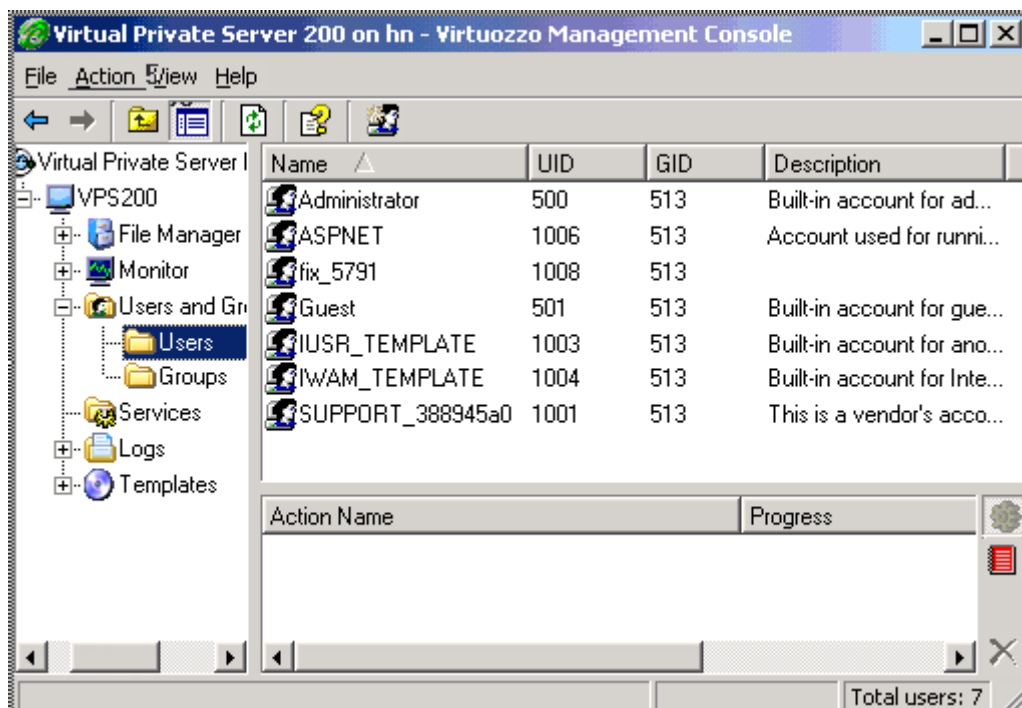 Virtual Private Server 200 on hn - Virtuozzo Management Console
File Action View Help
Virtual Private Server I
VPS200
File Manager
Monitor
Users and Gr
Users
Groups
Services
Logs
Templates
Name UID GID Description
Administrator 500 513 Built-in account for ad...
ASPNET 1006 513 Account used for runni...
fix_5791 1008 513
Guest 501 513 Built-in account for gue...
IUSR_TEMPLATE 1003 513 Built-in account for ano...
IWAM_TEMPLATE 1004 513 Built-in account for Inte...
SUPPORT_388945a0 1001 513 This is a vendor's acco...
Action Name Progress
Total users: 7